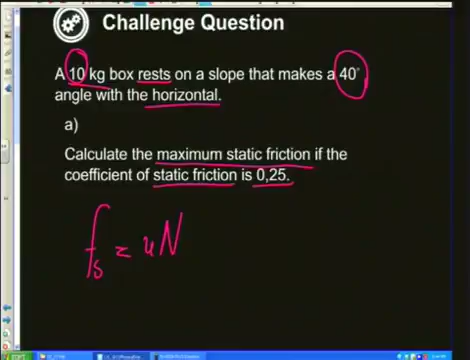 Challenge Question
A 10 kg box rests on a slope that makes a 40°
angle with the horizontal.
a)
Calculate the maximum static friction if the
coefficient of static friction is 0,25.
fs = uN